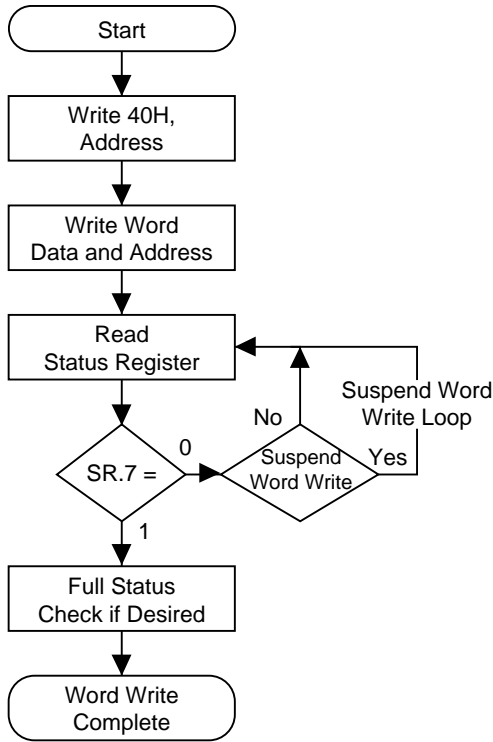 Start
Write 40H,
Address
Write Word
Data and Address
Read
Status Register
Suspend Word
Write Loop
No
0
SR.7 =
Suspend
Word Write
Yes
1
Full Status
Check if Desired
Word Write
Complete